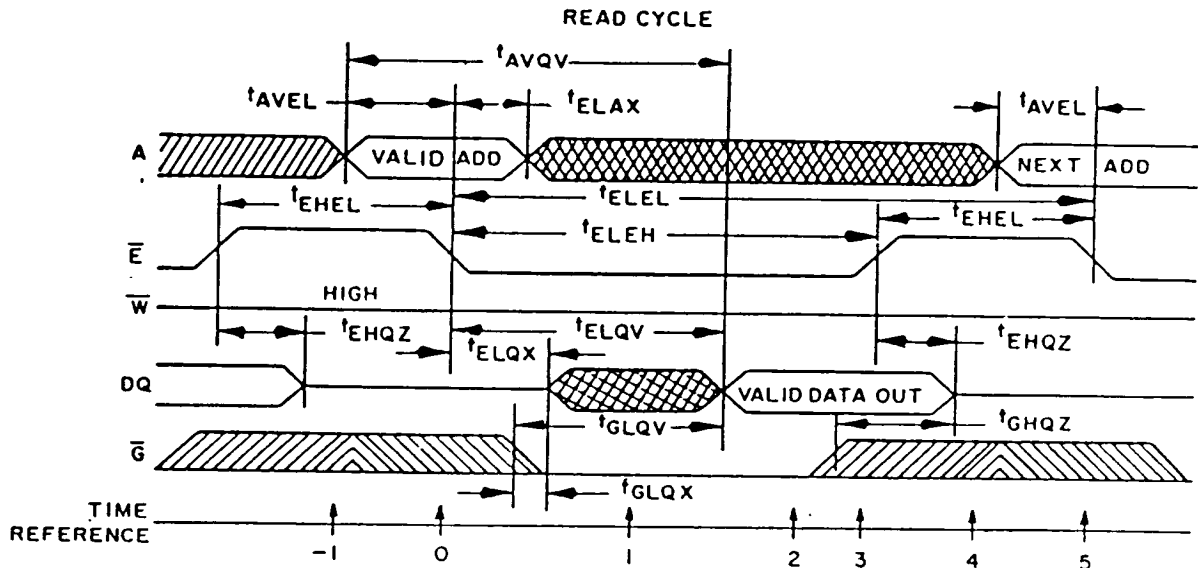 READ CYCLE
tAVQV
tAVEL
tELAX
tAVEL
A
VALID ADD
NEXT ADD
tEHEL
tELEL
tEHEL
tELEH
E
HIGH
W
tEHQZ
tELQV
tEHQZ
tELQX
DQ
VALID DATA OUT
tGLQV
tGHQZ
G
tGLQX
TIME
REFERENCE
-1 0 1 2 3 4 5